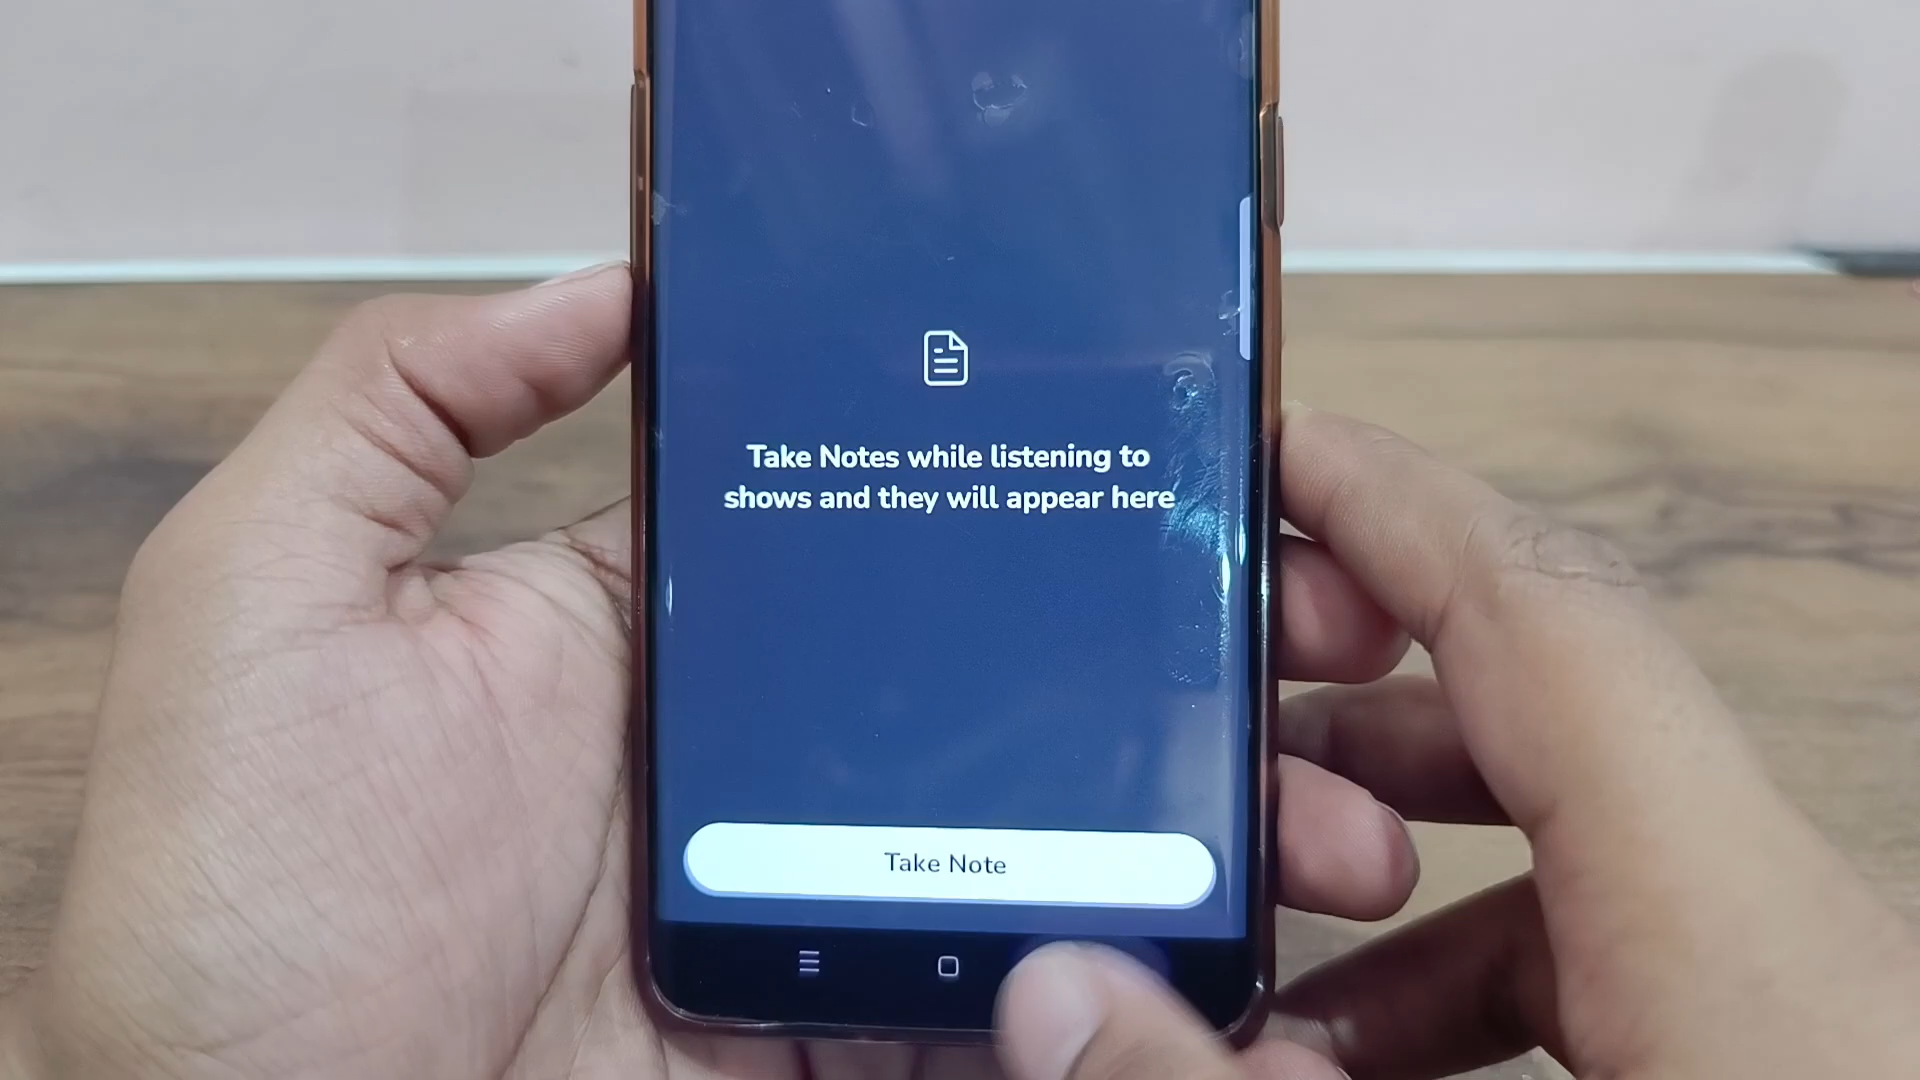 Take Notes while listening to
shows and they will appear here
Take Note